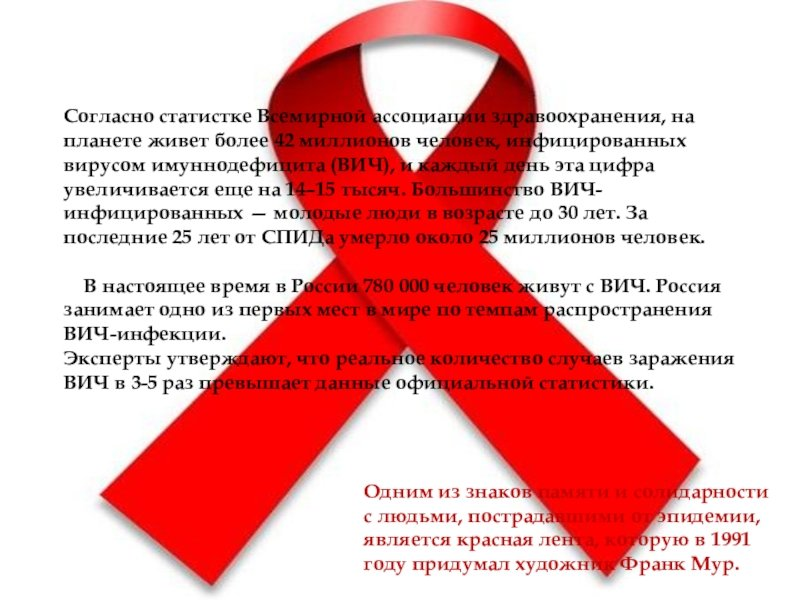 Согласно статистке Всемирной ассоциации здравоохранения, на
планете живет более 42 миллионов человек, инфицированных
вирусом имуннодефицита (ВИЧ), и каждый день эта цифра
увеличивается еще на 14–15 тысяч. Большинство ВИЧ-
инфицированных — молодые люди в возрасте до 30 лет. За
последние 25 лет от СПИДа умерло около 25 миллионов человек.
В настоящее время в России 780 000 человек живут с ВИЧ. Россия
занимает одно из первых мест в мире по темпам распространения
ВИЧ-инфекции.
Эксперты утверждают, что реальное количество случаев заражения
ВИЧ в 3-5 раз превышает данные официальной статистики.
Одним из знаков памяти и солидарности
с людьми, пострадавшими от эпидемии,
является красная лента, которую в 1991
году придумал художник Франк Мур.